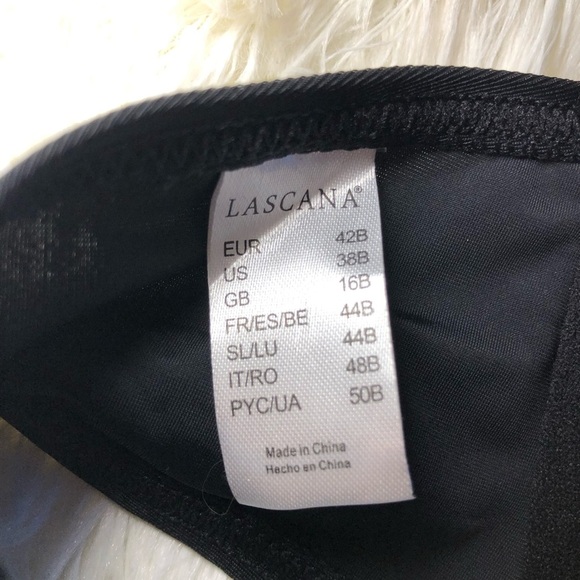 LASCANA®
EUR 42B
US 38B
GB 16B
FR/ES/BE 44B
SL/LU 44B
IT/RO 48B
PYC/UA 50B
Made in China
Hecho en China